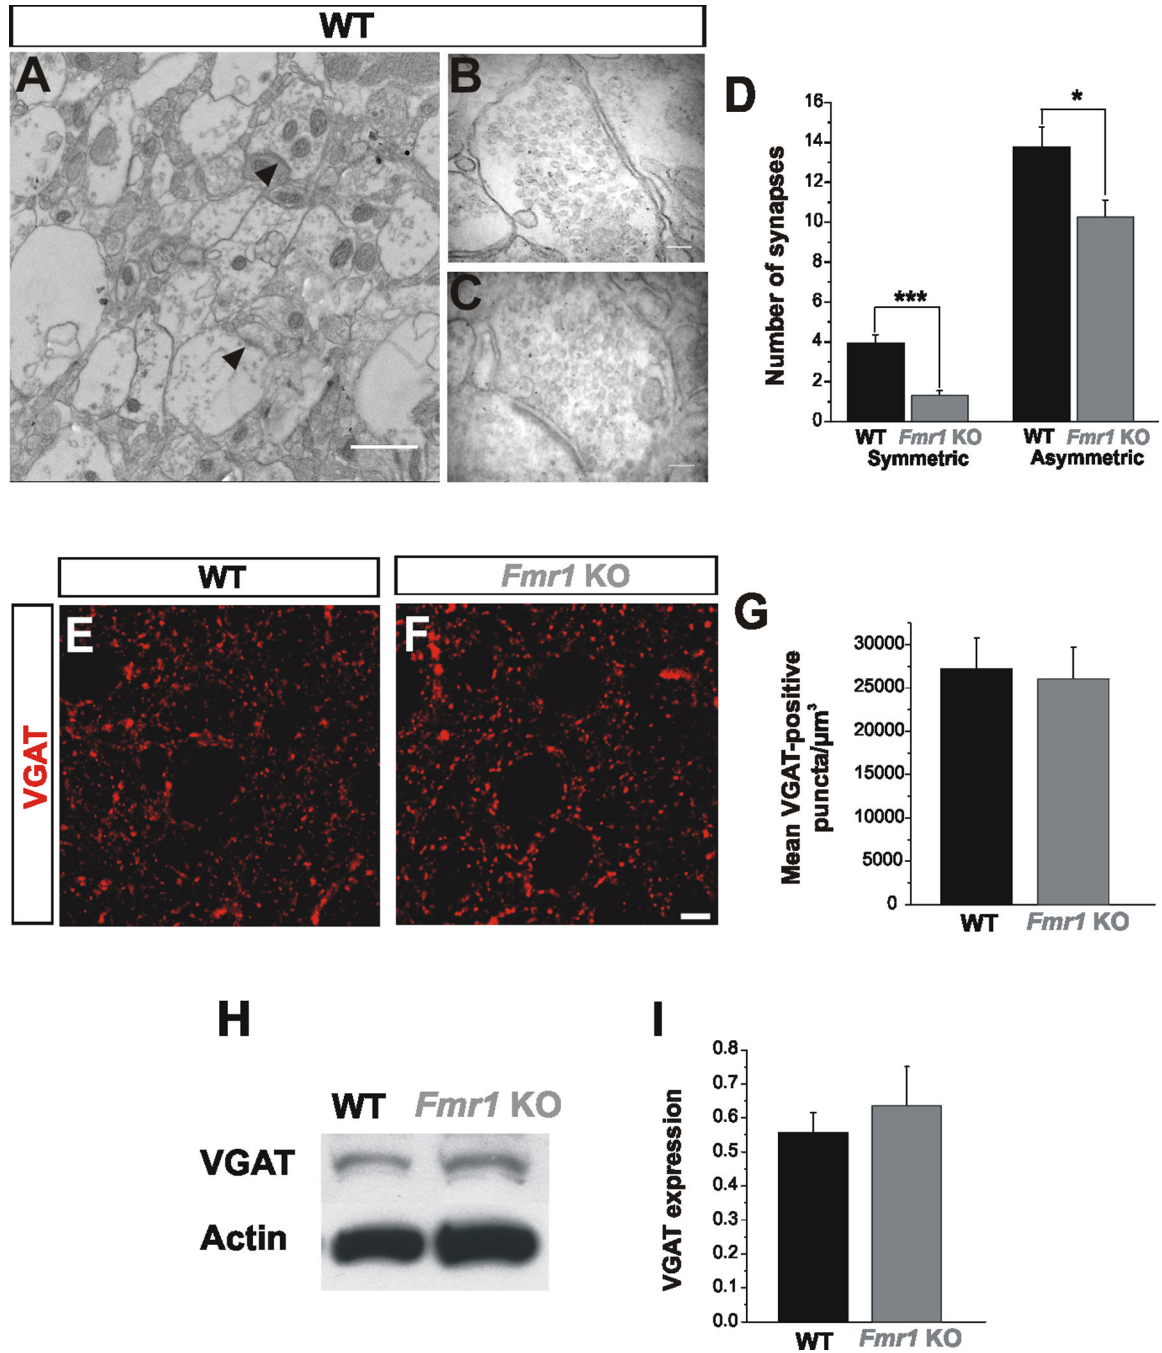 WT
A
B
C
D
Number of synapses
16
14
12
10
8
6
4
2
0
***
*
WT Fmr1 KO
Symmetric
WT Fmr1 KO
Asymmetric
WT
Fmr1 KO
VGAT
E
F
G
Mean VGAT-positive
puncta/µm³
30000
25000
20000
15000
10000
5000
0
WT Fmr1 KO
H
WT Fmr1 KO
VGAT
Actin
I
VGAT expression
0.8
0.7
0.6
0.5
0.4
0.3
0.2
0.1
0.0
WT Fmr1 KO